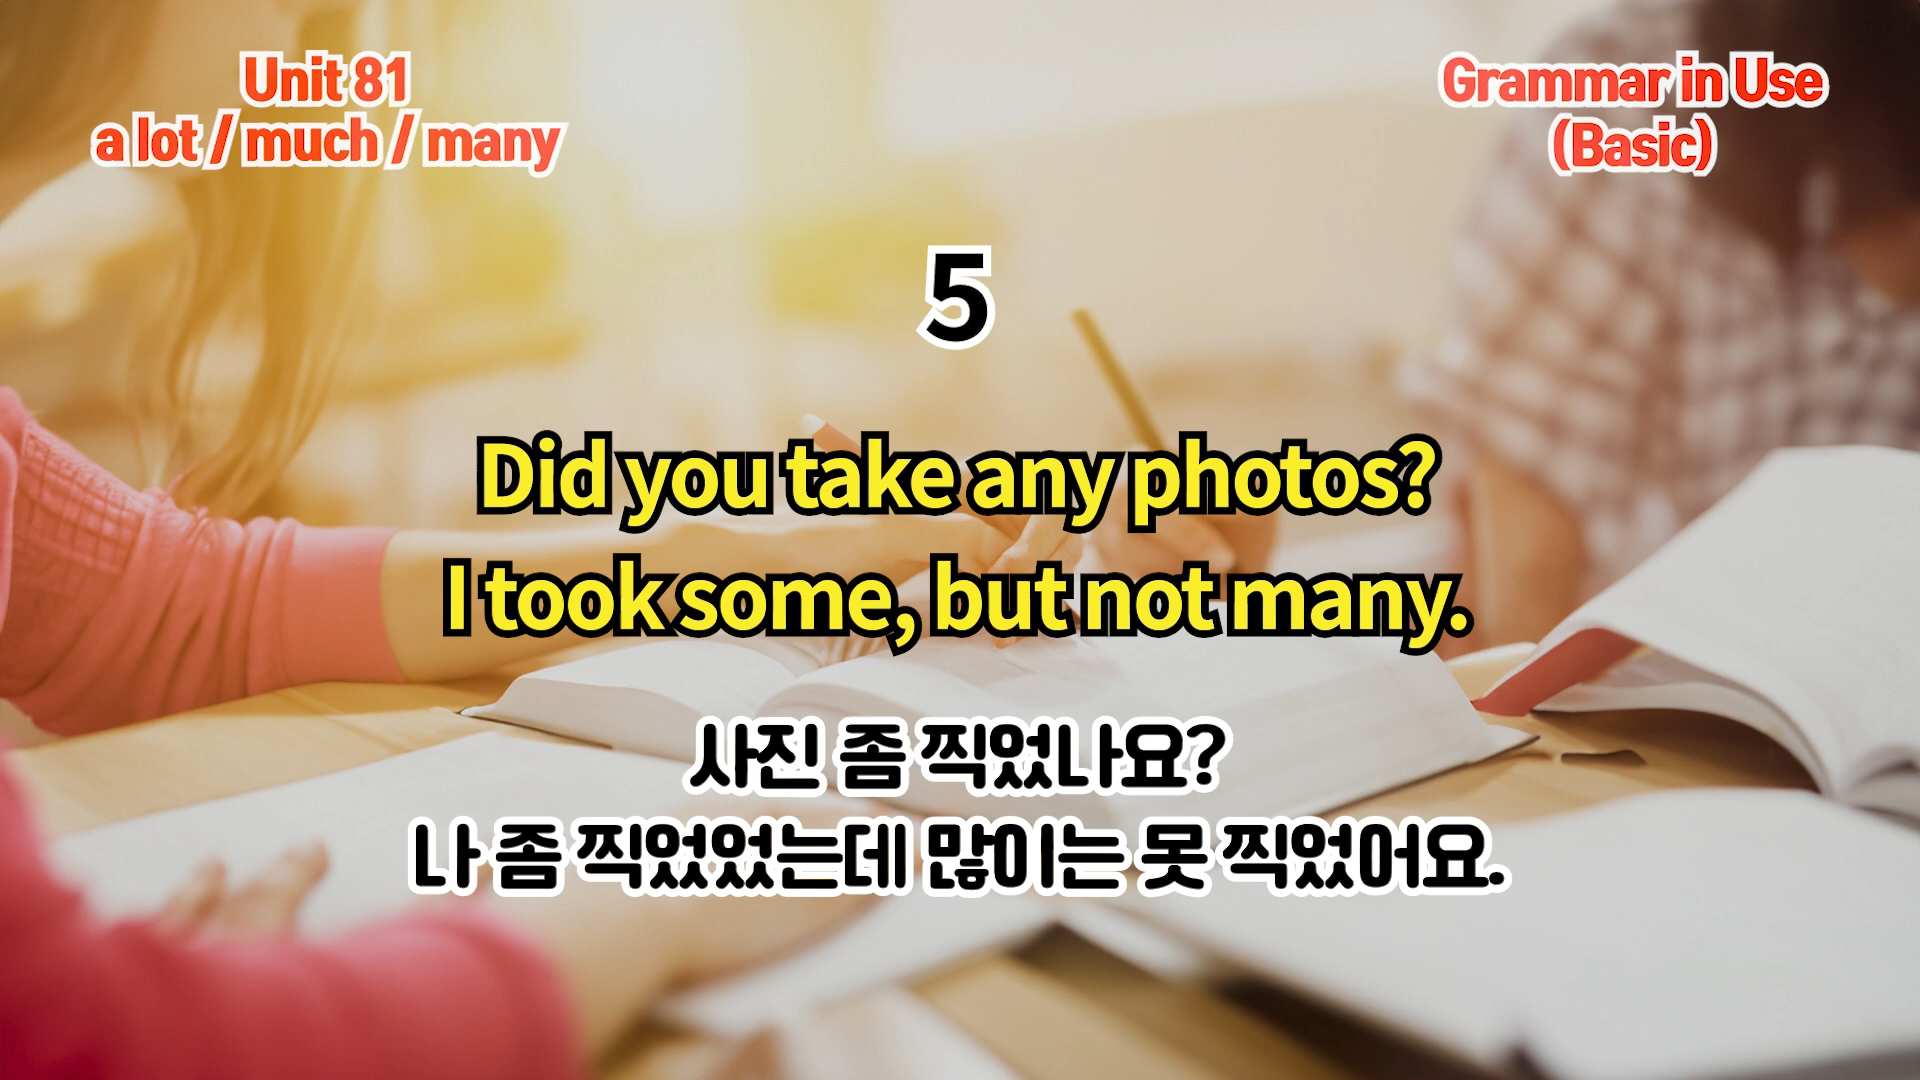 Unit 81
a lot / much / many
Grammar in Use
(Basic)
5
Did you take any photos?
I took some, but not many.
사진 좀 찍었나요?
나 좀 찍었었는데 많이는 못 찍었어요.